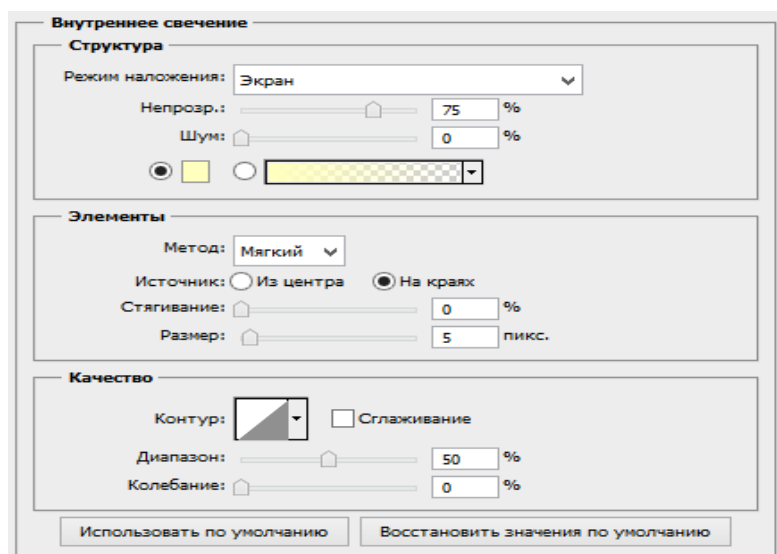 Внутреннее свечение
Структура
Режим наложения: Экран
Непрозр.: 75 %
Шум: 0 %
Элементы
Метод: Мягкий
Источник: Из центра На краях
Стягивание: 0 %
Размер: 5 пикс.
Качество
Контур: Сглаживание
Диапазон: 50 %
Колебание: 0 %
Использовать по умолчанию Восстановить значения по умолчанию